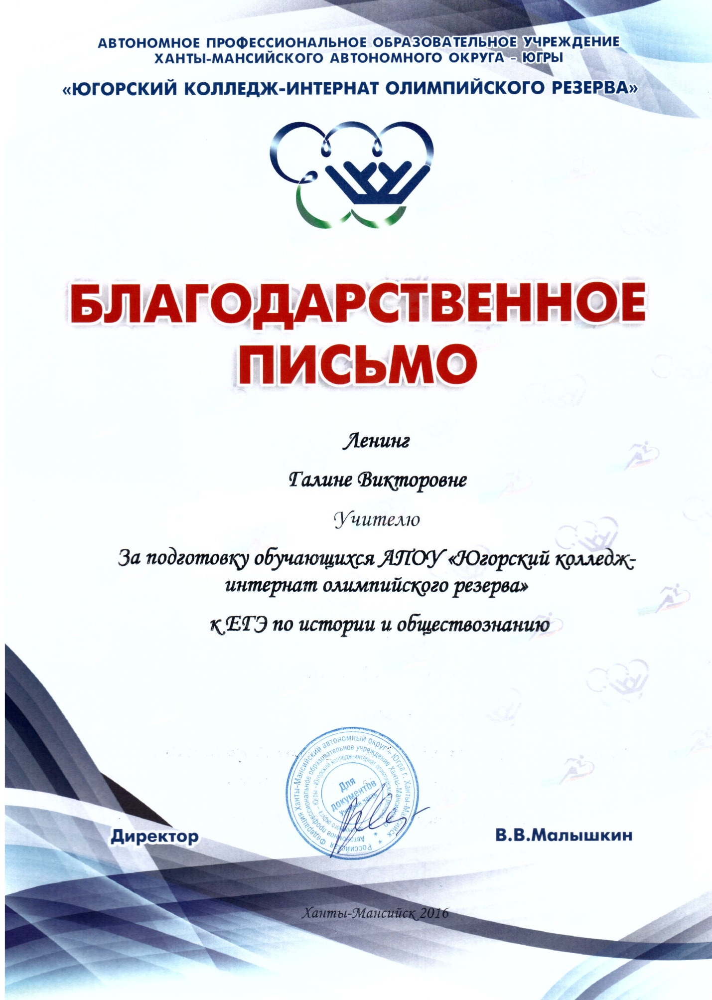 АВТОНОМНОЕ ПРОФЕССИОНАЛЬНОЕ ОБРАЗОВАТЕЛЬНОЕ УЧРЕЖДЕНИЕ
ХАНТЫ-МАНСИЙСКОГО АВТОНОМНОГО ОКРУГА – ЮГРЫ
«ЮГОРСКИЙ КОЛЛЕДЖ-ИНТЕРНАТ ОЛИМПИЙСКОГО РЕЗЕРВА»
БЛАГОДАРСТВЕННОЕ
ПИСЬМО
Ленинг
Галине Викторовне
Учителю
За подготовку обучающихся АПОУ «Югорский колледж-
интернат олимпийского резерва»
к ЕГЭ по истории и обществознанию
Российская Федерация Ханты-Мансийский автономный округ – Югра г. Ханты-Мансийск
Автономное профессиональное образовательное учреждение Ханты-Мансийского
автономного округа – Югры «Югорский колледж-интернат олимпийского резерва»
Для
документов
Учебная часть
Директор
В.В.Малышкин
Ханты-Мансийск 2016